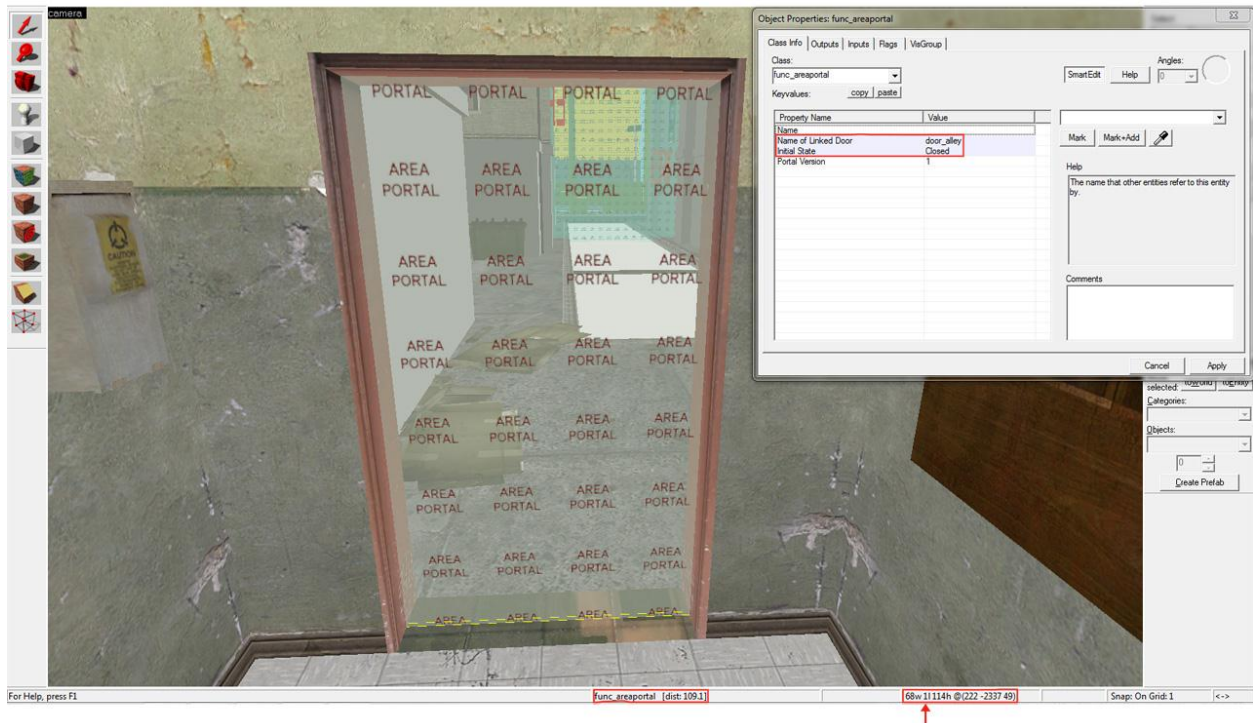 camera
Object Properties: func_areaportal
Class Info Outputs Inputs Flags VisGroup
Class:
func_areaportal
SmartEdit Help
Angles:
0
Keyvalues: copy paste
Property Name Value
Name
Name of Linked Door door_alley
Initial State Closed
Portal Version 1
Mark Mark+Add
Help
The name that other entities refer to this entity
by.
Comments
Cancel Apply
PORTAL PORTAL PORTAL PORTAL
AREA AREA AREA AREA
PORTAL PORTAL PORTAL PORTAL
AREA AREA AREA AREA
PORTAL PORTAL PORTAL PORTAL
AREA AREA AREA AREA
PORTAL PORTAL PORTAL PORTAL
AREA AREA AREA AREA
PORTAL PORTAL PORTAL PORTAL
AREA AREA AREA AREA
PORTAL PORTAL PORTAL PORTAL
AREA AREA AREA AREA
PORTAL PORTAL PORTAL PORTAL
AREA AREA AREA AREA
CAUTION
selected: toWorld toEntity
Categories:
Objects:
0
Create Prefab
For Help, press F1
func_areaportal [dist: 109.1]
68w 1l 114h @(222 -2337 49)
Snap: On Grid: 1
<->